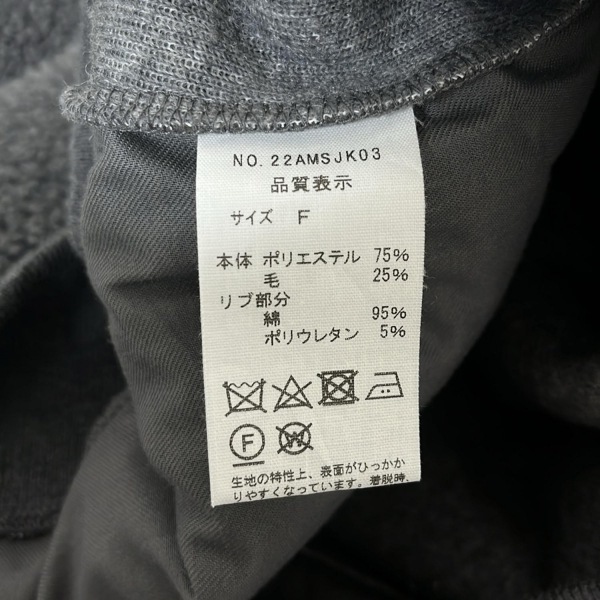 NO.22AMSJK03
品質表示
サイズ F
本体 ポリエステル 75%
毛 25%
リブ部分
綿 95%
ポリウレタン 5%
F W
生地の特性上、表面がひっかか
りやすくなっています。着脱時、